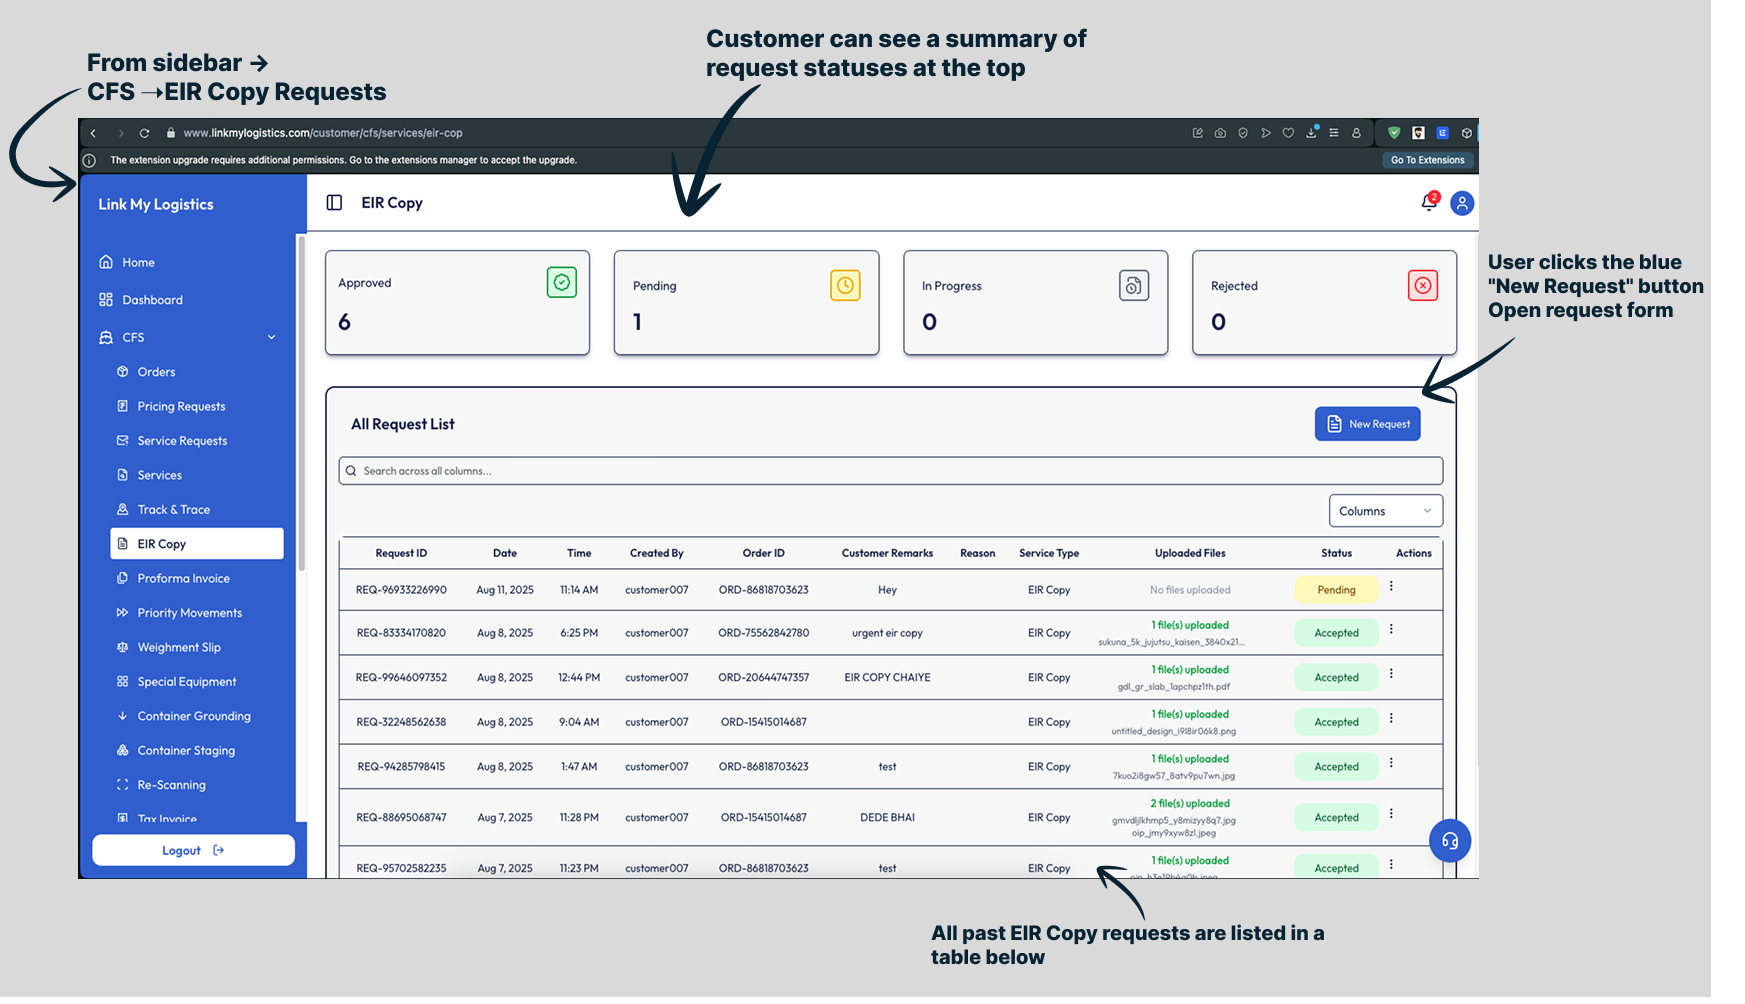 From sidebar →
CFS →EIR Copy Requests
Customer can see a summary of
request statuses at the top
www.linkmylogistics.com/customer/cfs/services/eir-cop
The extension upgrade requires additional permissions. Go to the extensions manager to accept the upgrade.
Go To Extensions
Link My Logistics
EIR Copy
2
Home
Dashboard
CFS
Orders
Pricing Requests
Service Requests
Services
Track & Trace
EIR Copy
Proforma Invoice
Priority Movements
Weighment Slip
Special Equipment
Container Grounding
Container Staging
Re-Scanning
Tax Invoice
Logout
Approved
6
Pending
1
In Progress
0
Rejected
0
User clicks the blue
"New Request" button
Open request form
All Request List
New Request
Search across all columns...
Columns
Request ID Date Time Created By Order ID Customer Remarks Reason Service Type Uploaded Files Status Actions
REQ-96933226990 Aug 11, 2025 11:14 AM customer007 ORD-86818703623 Hey EIR Copy No files uploaded Pending
REQ-83334170820 Aug 8, 2025 6:25 PM customer007 ORD-75562842780 urgent eir copy EIR Copy 1 file(s) uploaded Accepted
sukuna_5k_jujutsu_kaisen_3840x21...
REQ-99646097352 Aug 8, 2025 12:44 PM customer007 ORD-20644747357 EIR COPY CHAIYE EIR Copy 1 file(s) uploaded Accepted
gdl_gr_slab_1apchpz1th.pdf
REQ-32248562638 Aug 8, 2025 9:04 AM customer007 ORD-15415014687 EIR Copy 1 file(s) uploaded Accepted
untitled_design_i9l8ir06k8.png
REQ-94285798415 Aug 8, 2025 1:47 AM customer007 ORD-86818703623 test EIR Copy 1 file(s) uploaded Accepted
7kuo2i8gw57_8atv9pu7wn.jpg
REQ-88695068747 Aug 7, 2025 11:28 PM customer007 ORD-15415014687 DEDE BHAI EIR Copy 2 file(s) uploaded Accepted
gmvdljlkhmp5_y8mizyy8q7.jpg
oip_jmy9xyw8zl.jpeg
REQ-95702582235 Aug 7, 2025 11:23 PM customer007 ORD-86818703623 test EIR Copy 1 file(s) uploaded Accepted
All past EIR Copy requests are listed in a
table below